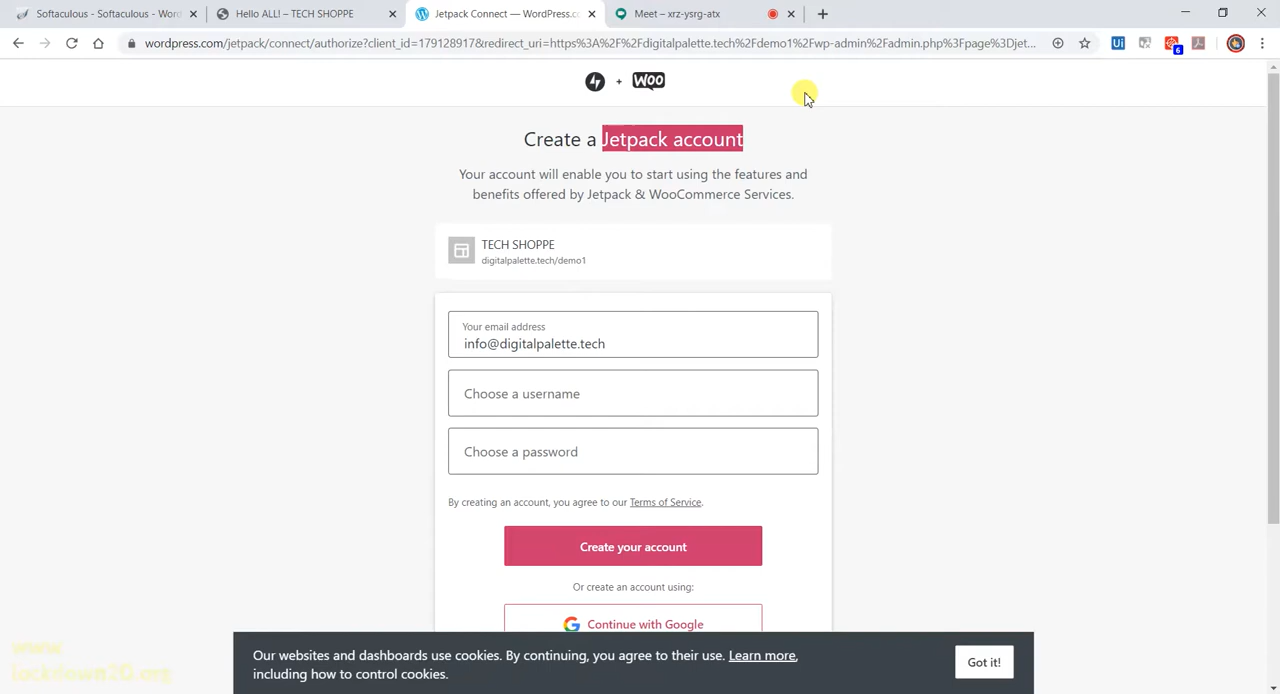 Softaculous - Softaculous - Word
Hello ALL! – TECH SHOPPE
Jetpack Connect — WordPress.co
Meet – xrz-ysrg-atx
wordpress.com/jetpack/connect/authorize?client_id=179128917&redirect_uri=https%3A%2F%2Fdigitalpalette.tech%2Fdemo1%2Fwp-admin%2Fadmin.php%3Fpage%3Djet...
Ui
6
+ WOO
Create a Jetpack account
Your account will enable you to start using the features and
benefits offered by Jetpack & WooCommerce Services.
TECH SHOPPE
digitalpalette.tech/demo1
Your email address
info@digitalpalette.tech
Choose a username
Choose a password
By creating an account, you agree to our Terms of Service.
Create your account
Or create an account using:
Continue with Google
Our websites and dashboards use cookies. By continuing, you agree to their use. Learn more,
including how to control cookies.
Got it!